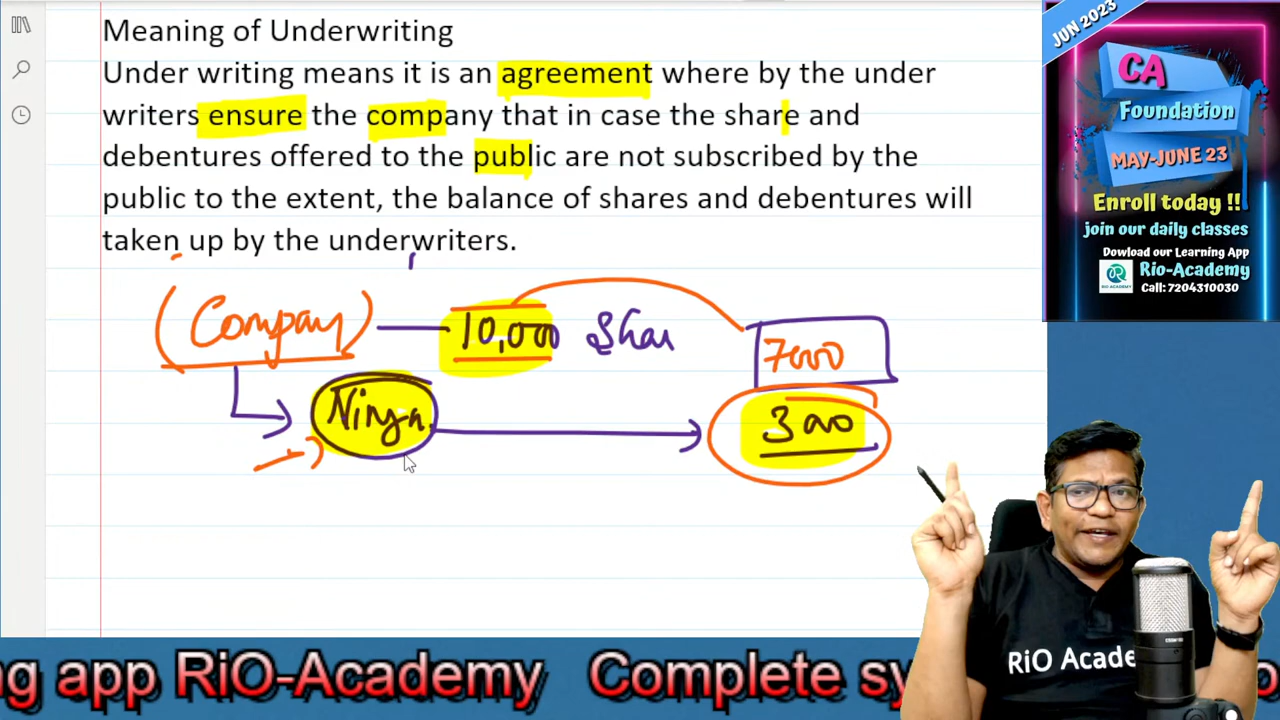 Meaning of Underwriting
Under writing means it is an agreement where by the under
writers ensure the company that in case the share and
debentures offered to the public are not subscribed by the
public to the extent, the balance of shares and debentures will
taken up by the underwriters.
(Company) 10,000 Shar 7000
Ninja
JUN 2023
CA
Foundation
MAY-JUNE 23
Enroll today !!
join our daily classes
Dowload our Learning App
RIO ACADEMY
Rio-Academy
Call: 7204310030
RiO Acade
ng app RiO-Academy Complete sy